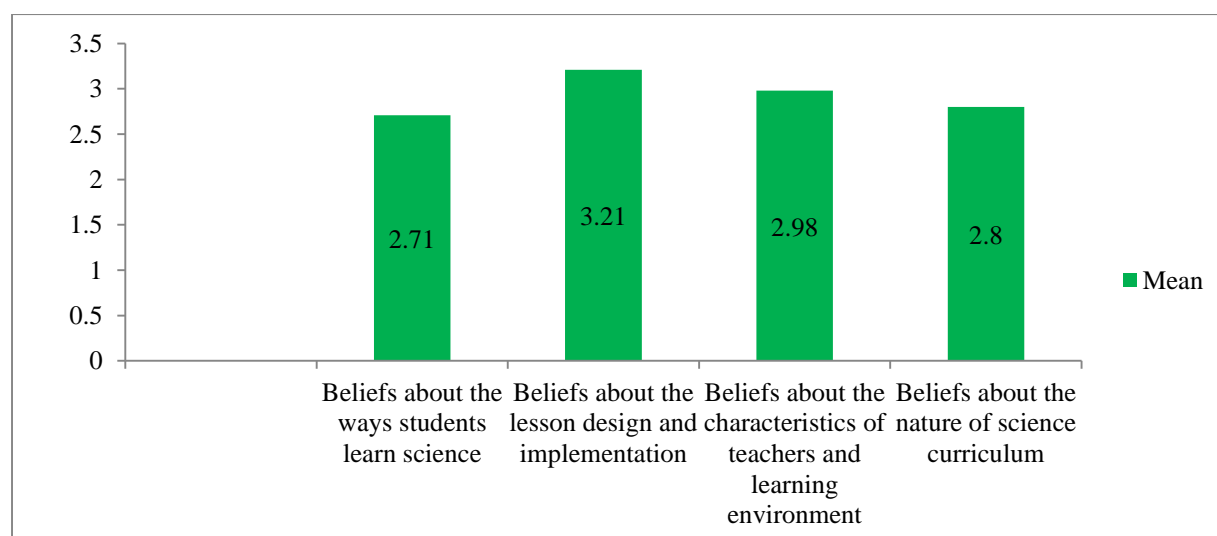 3.5
3
2.5
2
1.5
1
0.5
0
2.71
3.21
2.98
2.8
Mean
Beliefs about the
ways students
learn science
Beliefs about the
lesson design and
implementation
Beliefs about the
characteristics of
teachers and
learning
environment
Beliefs about the
nature of science
curriculum